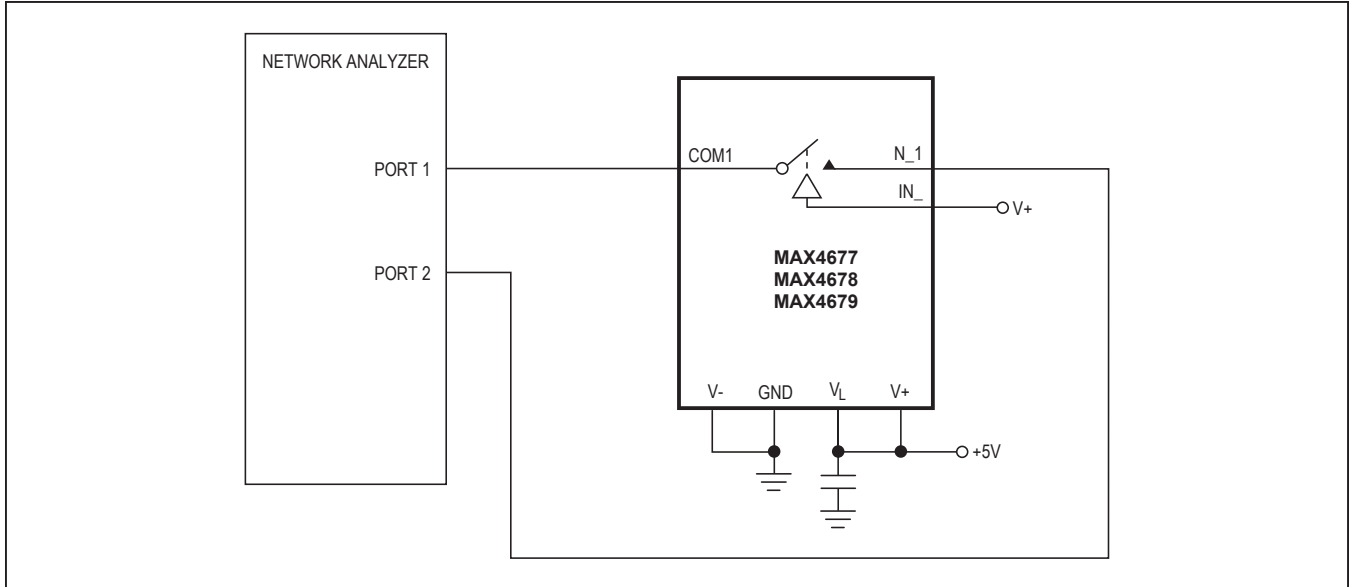 NETWORK ANALYZER
PORT 1
PORT 2
COM1
N_1
IN_
V+
MAX4677
MAX4678
MAX4679
V-
GND
VL
V+
+5V